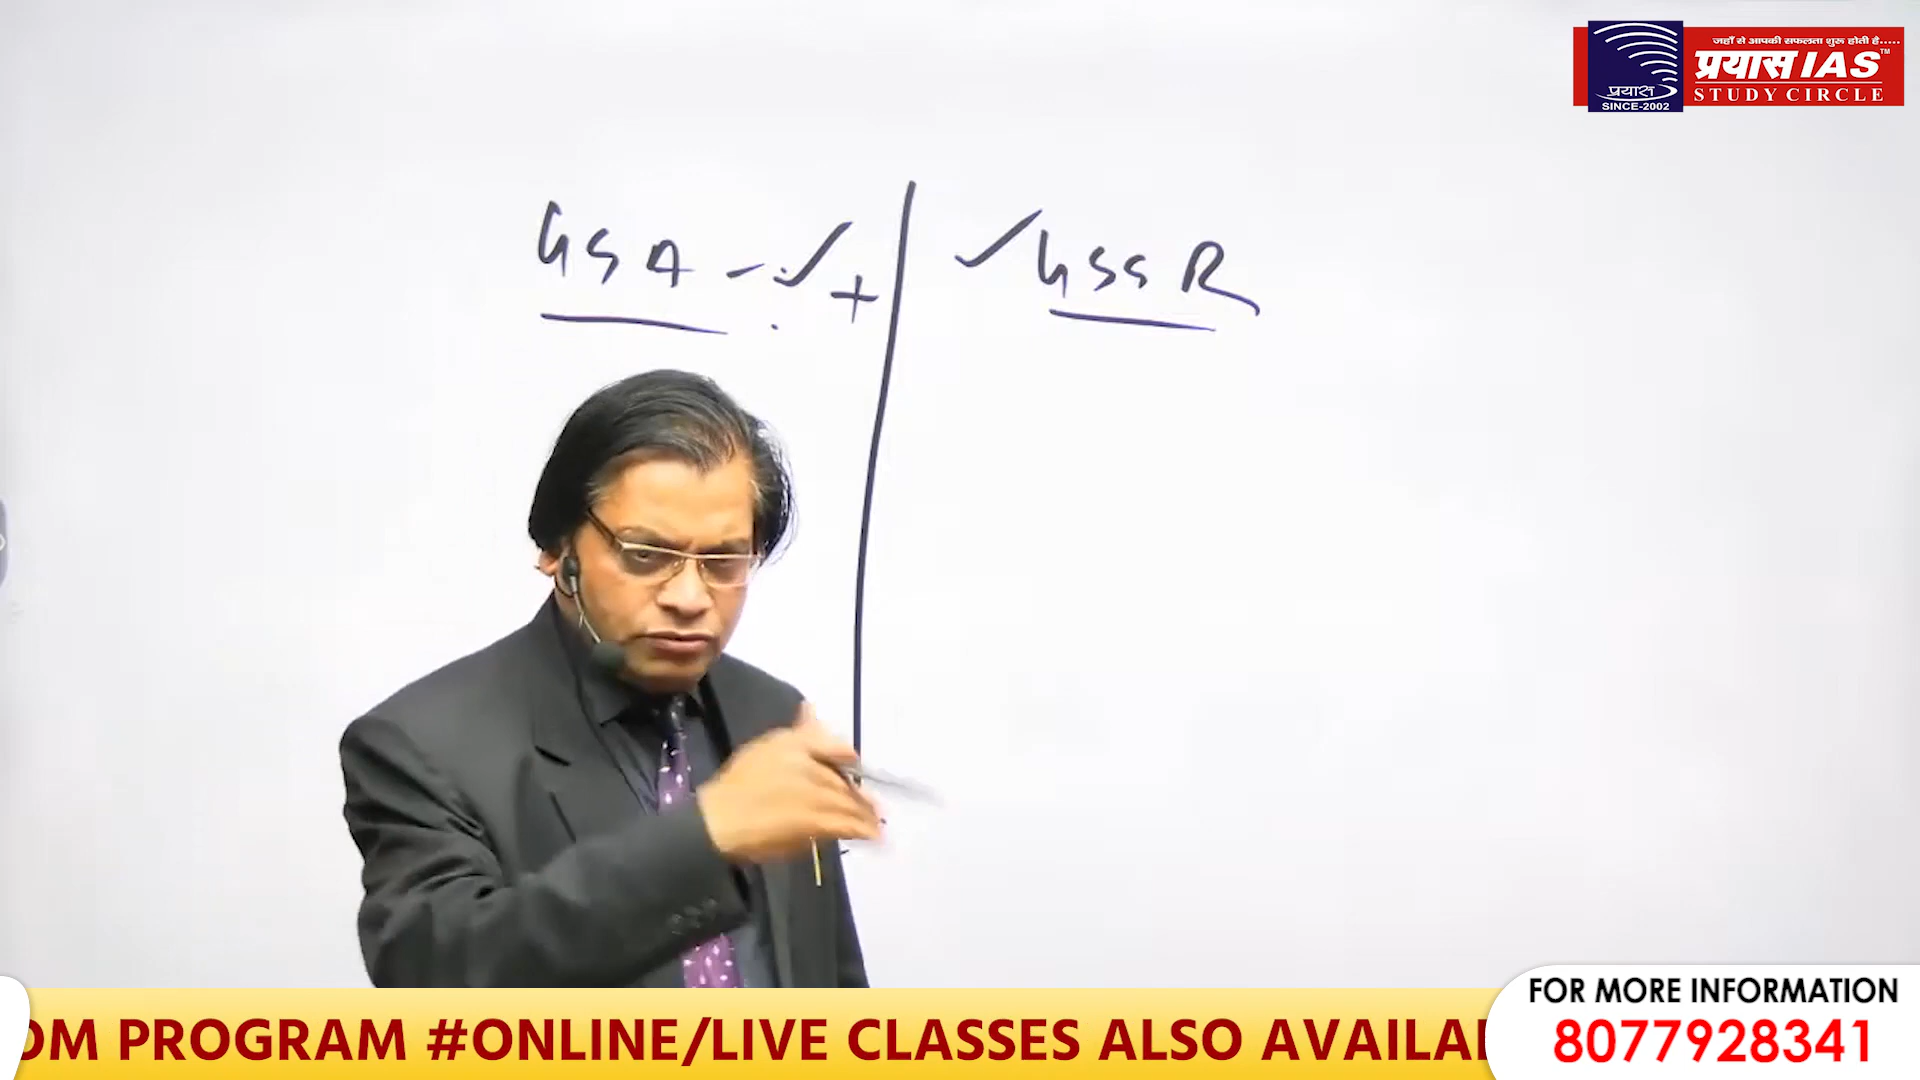 जहाँ से आपकी सफलता शुरू होती है.....
प्रयास IAS™
STUDY CIRCLE
प्रयास
SINCE-2002
USA - ✓ +
✓ USSR
OM PROGRAM #ONLINE/LIVE CLASSES ALSO AVAILA
FOR MORE INFORMATION
8077928341